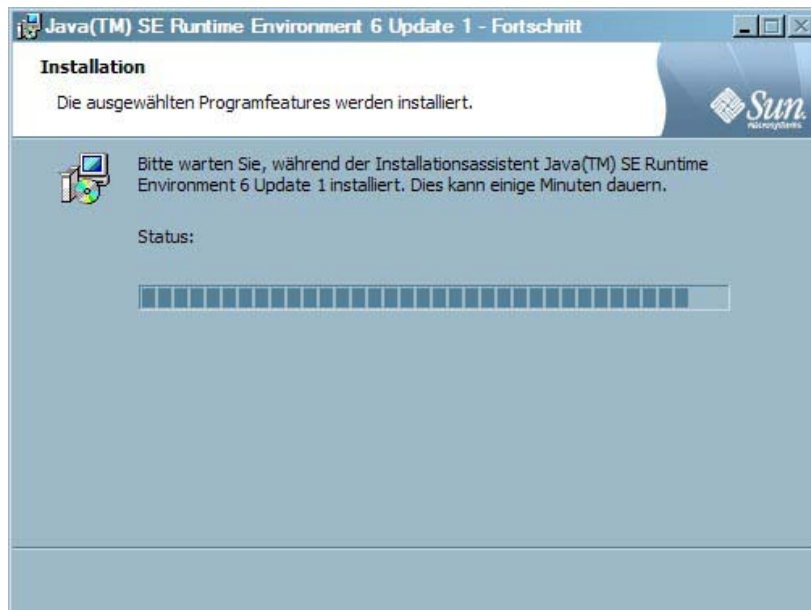 Java(TM) SE Runtime Environment 6 Update 1 - Fortschritt
Installation
Die ausgewählten Programfeatures werden installiert.
Sun
microsystems
Bitte warten Sie, während der Installationsassistent Java(TM) SE Runtime
Environment 6 Update 1 installiert. Dies kann einige Minuten dauern.
Status: